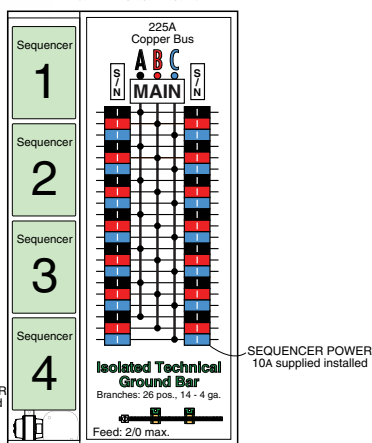 Sequencer
1
Sequencer
2
Sequencer
3
Sequencer
4
225A
Copper Bus
A B C
S/N
S/N
MAIN
Isolated Technical
Ground Bar
Branches: 26 pos., 14 - 4 ga.
Feed: 2/0 max.
SEQUENCER POWER
10A supplied installed